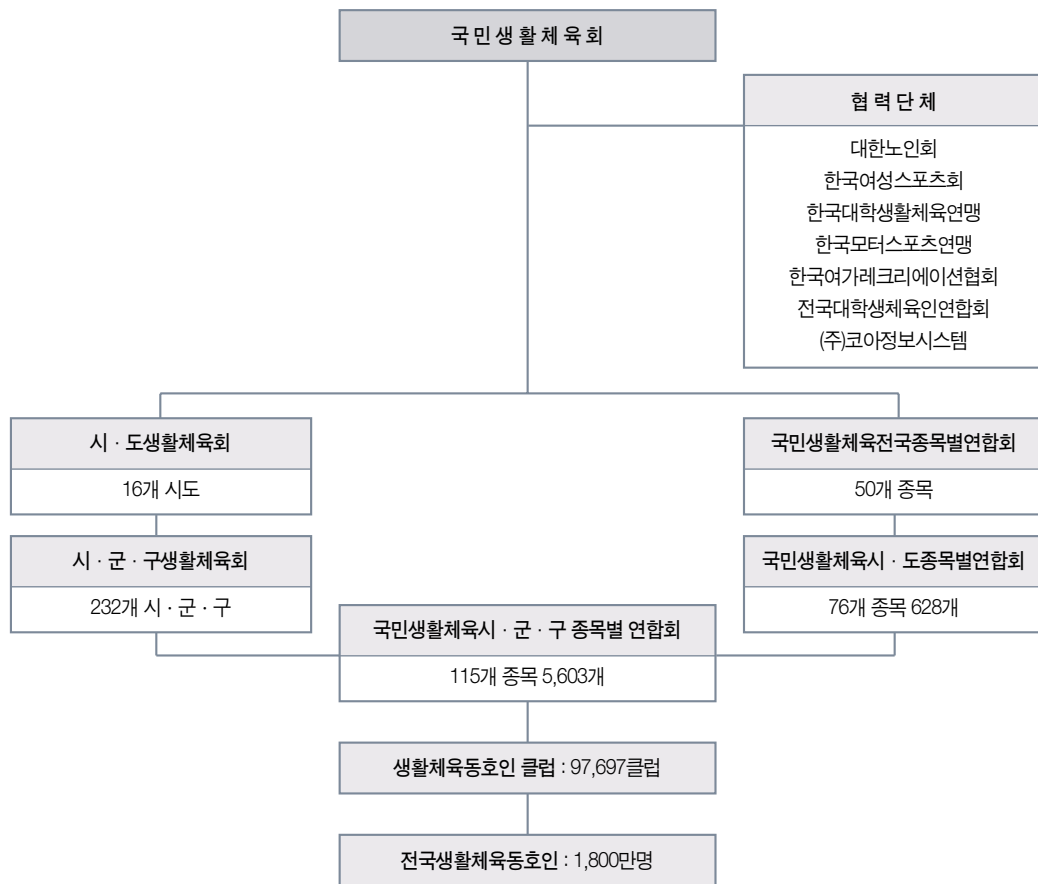 국민생활체육회
협력단체
대한노인회
한국여성스포츠회
한국대학생활체육연맹
한국모터스포츠연맹
한국여가레크리에이션협회
전국대학생체육인연합회
(주)코아정보시스템
시 · 도생활체육회
16개 시도
국민생활체육전국종목별연합회
50개 종목
시 · 군 · 구생활체육회
232개 시 · 군 · 구
국민생활체육시 · 도종목별연합회
76개 종목 628개
국민생활체육시 · 군 · 구 종목별 연합회
115개 종목 5,603개
생활체육동호인 클럽 : 97,697클럽
전국생활체육동호인 : 1,800만명